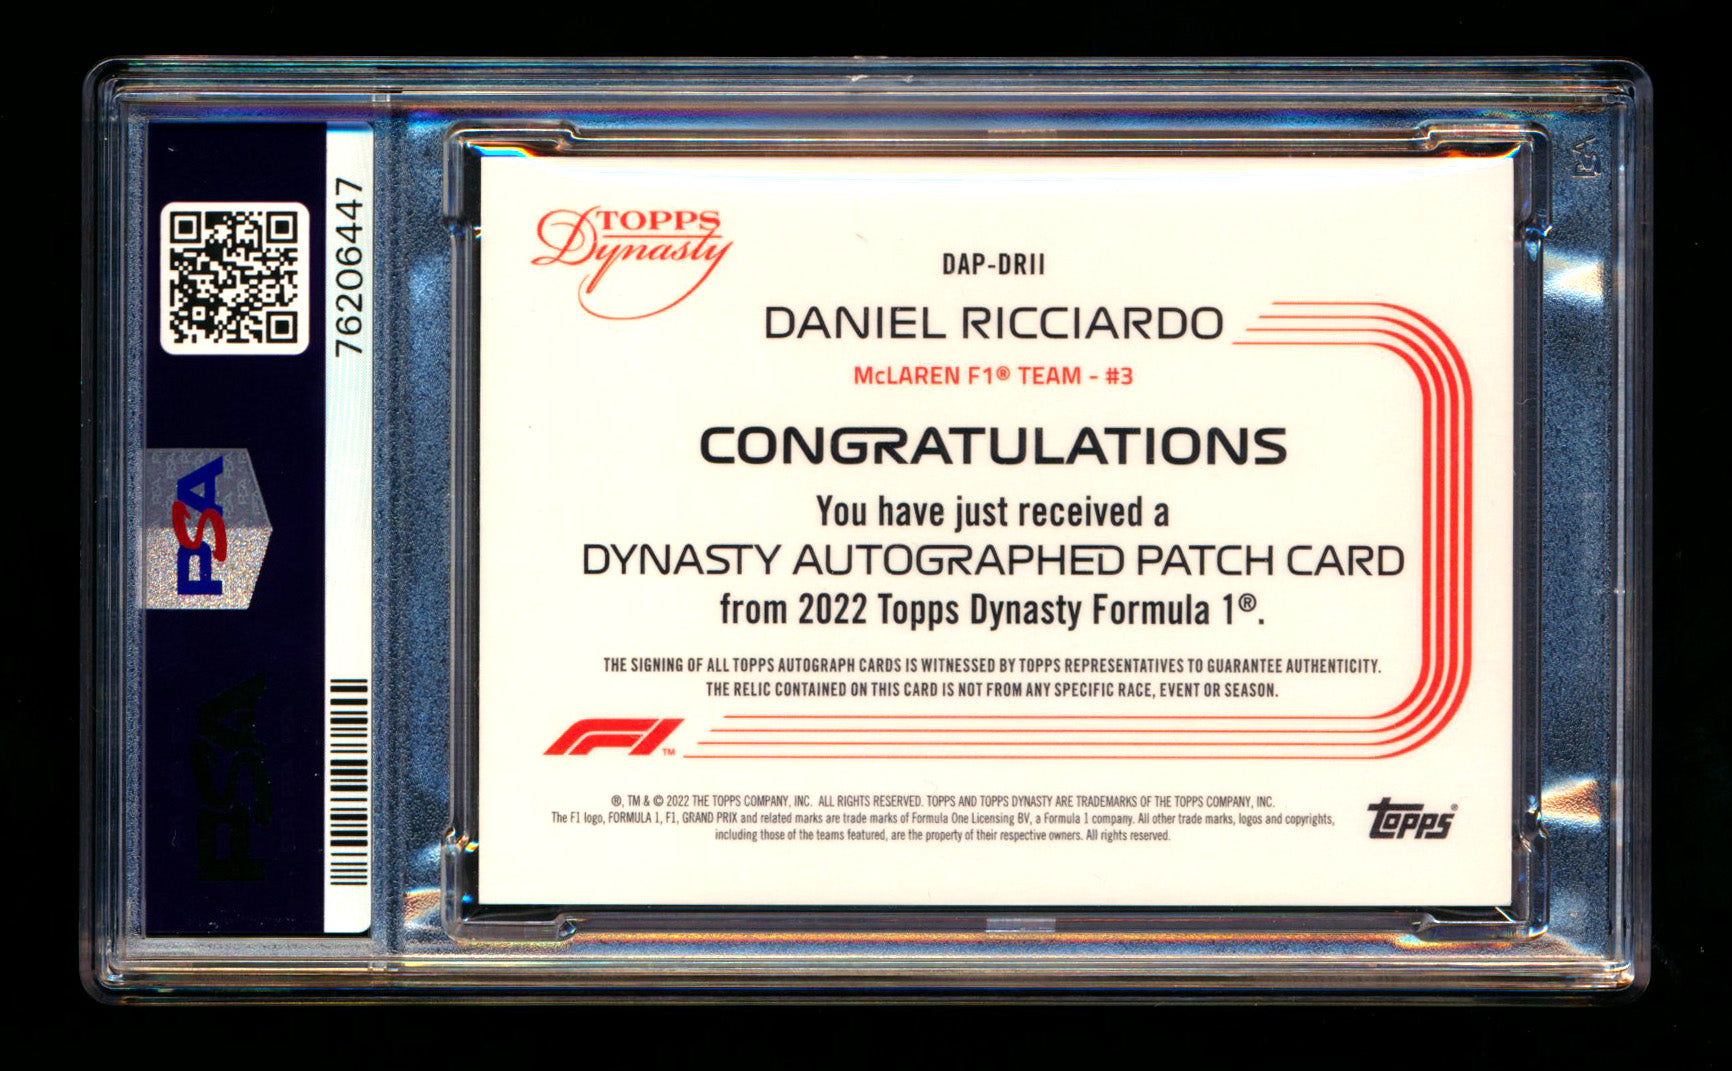 76206447
PSA
PSA
PSA
TOPPS
Dynasty
DAP-DRII
DANIEL RICCIARDO
McLAREN F1® TEAM - #3
CONGRATULATIONS
You have just received a
DYNASTY AUTOGRAPHED PATCH CARD
from 2022 Topps Dynasty Formula 1®.
THE SIGNING OF ALL TOPPS AUTOGRAPH CARDS IS WITNESSED BY TOPPS REPRESENTATIVES TO GUARANTEE AUTHENTICITY.
THE RELIC CONTAINED ON THIS CARD IS NOT FROM ANY SPECIFIC RACE, EVENT OR SEASON.
F1 ™
®, TM & © 2022 THE TOPPS COMPANY, INC. ALL RIGHTS RESERVED. TOPPS AND TOPPS DYNASTY ARE TRADEMARKS OF THE TOPPS COMPANY, INC.
The F1 logo, FORMULA 1, F1, GRAND PRIX and related marks are trade marks of Formula One Licensing BV, a Formula 1 company. All other trade marks, logos and copyrights,
including those of the teams featured, are the property of their respective owners. All rights reserved.
topps®